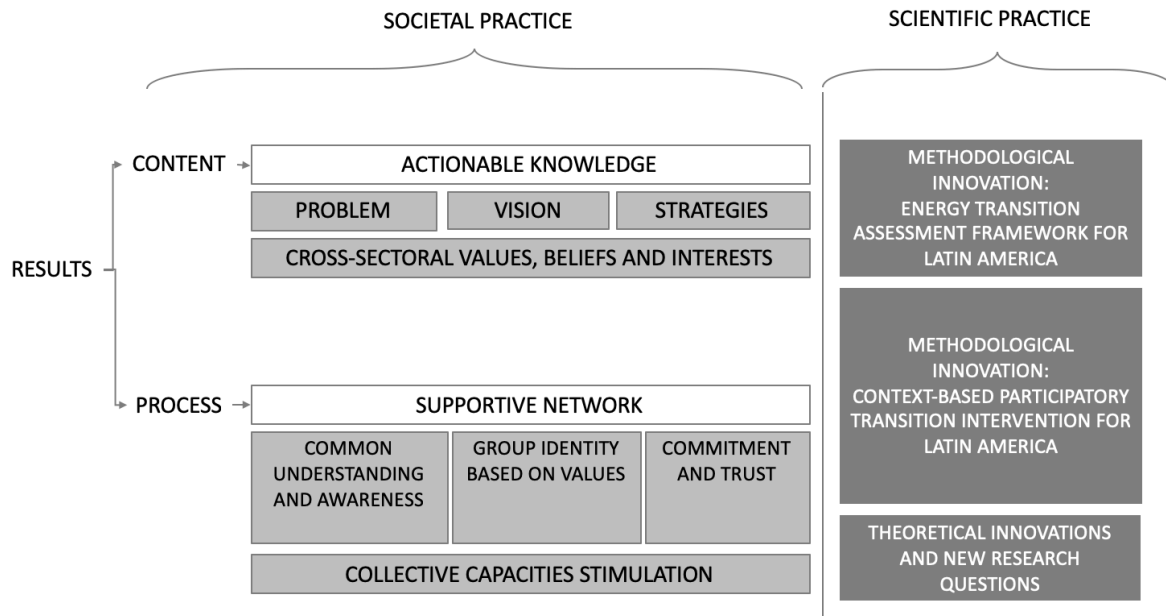 SOCIETAL PRACTICE
SCIENTIFIC PRACTICE
RESULTS
CONTENT
ACTIONABLE KNOWLEDGE
PROBLEM
VISION
STRATEGIES
CROSS-SECTORAL VALUES, BELIEFS AND INTERESTS
PROCESS
SUPPORTIVE NETWORK
COMMON
UNDERSTANDING
AND AWARENESS
GROUP IDENTITY
BASED ON VALUES
COMMITMENT
AND TRUST
COLLECTIVE CAPACITIES STIMULATION
METHODOLOGICAL
INNOVATION:
ENERGY TRANSITION
ASSESSMENT FRAMEWORK FOR
LATIN AMERICA
METHODOLOGICAL
INNOVATION:
CONTEXT-BASED PARTICIPATORY
TRANSITION INTERVENTION FOR
LATIN AMERICA
THEORETICAL INNOVATIONS
AND NEW RESEARCH
QUESTIONS